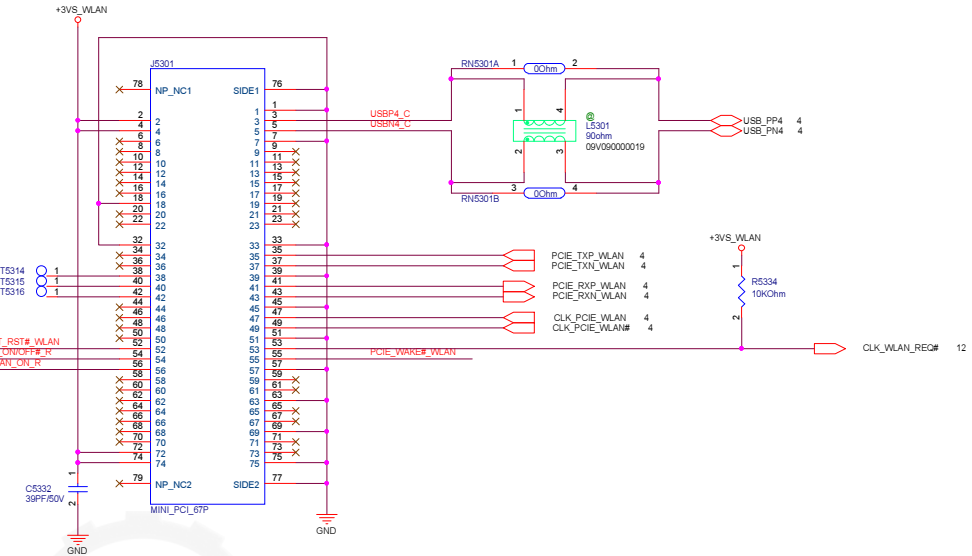 +3VS_WLAN
J5301
78 NP_NC1 SIDE1 76
1 1
2 2 3 3 USBP4_C
4 4 5 5 USBN4_C
6 6 7 7
8 8 9 9
10 10 11 11
12 12 13 13
14 14 15 15
16 16 17 17
18 18 19 19
20 20 21 21
22 22 23 23
32 32 33 33
34 34 35 35 PCIE_TXP_WLAN 4
36 36 37 37 PCIE_TXN_WLAN 4
T5314 1 38 38 39 39
T5315 1 40 40 41 41 PCIE_RXP_WLAN 4
T5316 1 42 42 43 43 PCIE_RXN_WLAN 4
44 44 45 45
46 46 47 47 CLK_PCIE_WLAN 4
48 48 49 49 CLK_PCIE_WLAN# 4
50 50 51 51
T_RST#_WLAN 52 52 53 53
ON/OFF#_R 54 54 55 55 PCIE_WAKE#_WLAN
AN_ON_R 56 56 57 57
58 58 59 59
60 60 61 61
62 62 63 63
64 64 65 65
66 66 67 67
68 68 69 69
70 70 71 71
72 72 73 73
74 74 75 75
79 NP_NC2 SIDE2 77
MINI_PCI_67P
C5332
39PF/50V
1
2
GND
GND
RN5301A 1 0Ohm 2
1 4
@
L5301
90ohm
09V090000019
2 3
RN5301B 3 0Ohm 4
USB_PP4 4
USB_PN4 4
+3VS_WLAN
1
R5334
10KOhm
2
CLK_WLAN_REQ# 12